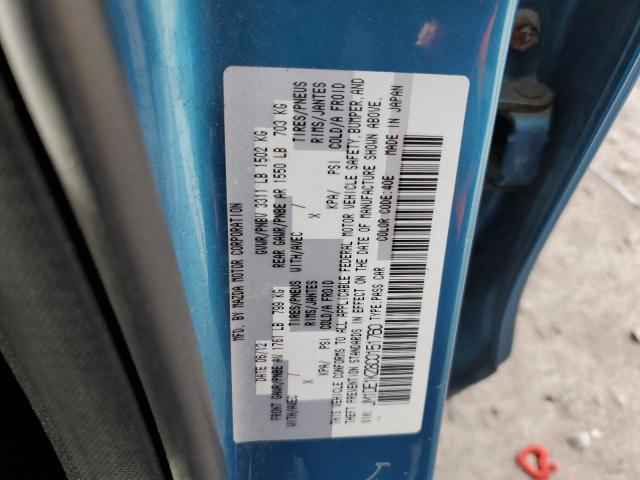 MFD. BY MAZDA MOTOR CORPORATION
DATE 06/12 GVWR/PNBV 3311 LB 1502 KG
FRONT GAWR/PNBE AV 1761 LB 799 KG REAR GAWR/PNBE AR 1550 LB 703 KG
WITH/AVEC TIRES/PNEUS WITH/AVEC TIRES/PNEUS
X RIMS/JANTES X RIMS/JANTES
KPA/ PSI COLD/A FROID KPA/ PSI COLD/A FROID
THIS VEHICLE CONFORMS TO ALL APPLICABLE FEDERAL MOTOR VEHICLE SAFETY, BUMPER, AND
THEFT PREVENTION STANDARDS IN EFFECT ON THE DATE OF MANUFACTURE SHOWN ABOVE.
VIN: JM1DE1KZ8C0151760 TYPE:PASS CAR COLOR CODE:40E MADE IN JAPAN